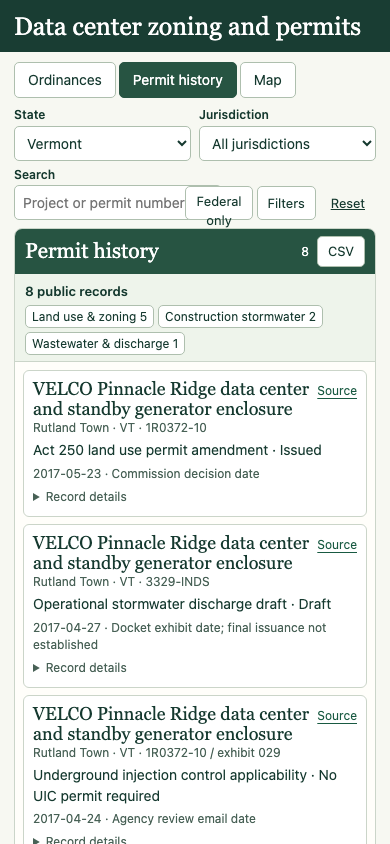 Data center zoning and permits
Ordinances
Permit history
Map
State
Jurisdiction
Vermont
All jurisdictions
Search
Project or permit number
Federal
only
Filters
Reset
Permit history
8
CSV
8 public records
Land use & zoning 5
Construction stormwater 2
Wastewater & discharge 1
VELCO Pinnacle Ridge data center
and standby generator enclosure
Source
Rutland Town · VT · 1R0372-10
Act 250 land use permit amendment · Issued
2017-05-23 · Commission decision date
Record details
VELCO Pinnacle Ridge data center
and standby generator enclosure
Source
Rutland Town · VT · 3329-INDS
Operational stormwater discharge draft · Draft
2017-04-27 · Docket exhibit date; final issuance not
established
Record details
VELCO Pinnacle Ridge data center
and standby generator enclosure
Source
Rutland Town · VT · 1R0372-10 / exhibit 029
Underground injection control applicability · No
UIC permit required
2017-04-24 · Agency review email date
Record details